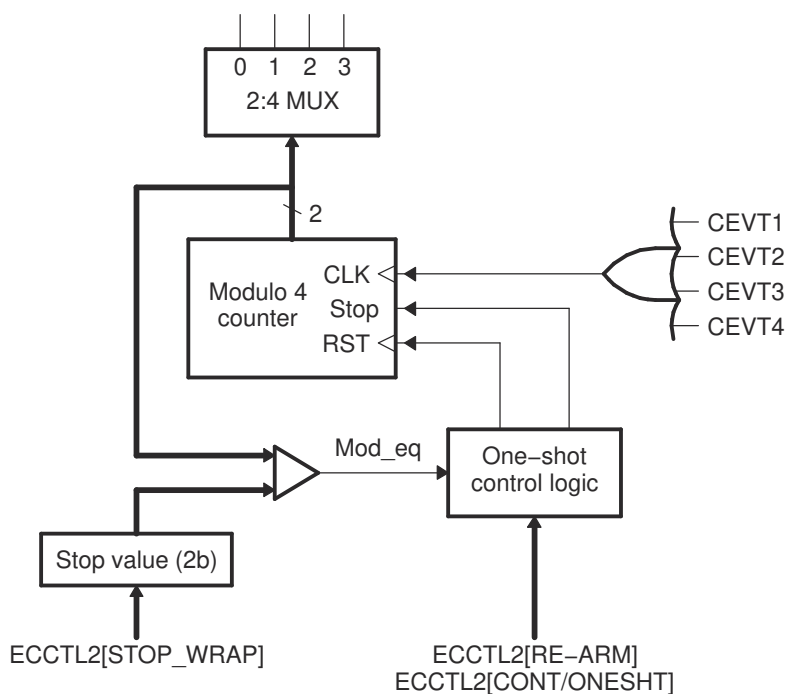 0 1 2 3
2:4 MUX
2
CLK
Modulo 4
counter
Stop
RST
CEVT1
CEVT2
CEVT3
CEVT4
Mod_eq
One−shot
control logic
Stop value (2b)
ECCTL2[STOP_WRAP]
ECCTL2[RE−ARM]
ECCTL2[CONT/ONESHT]